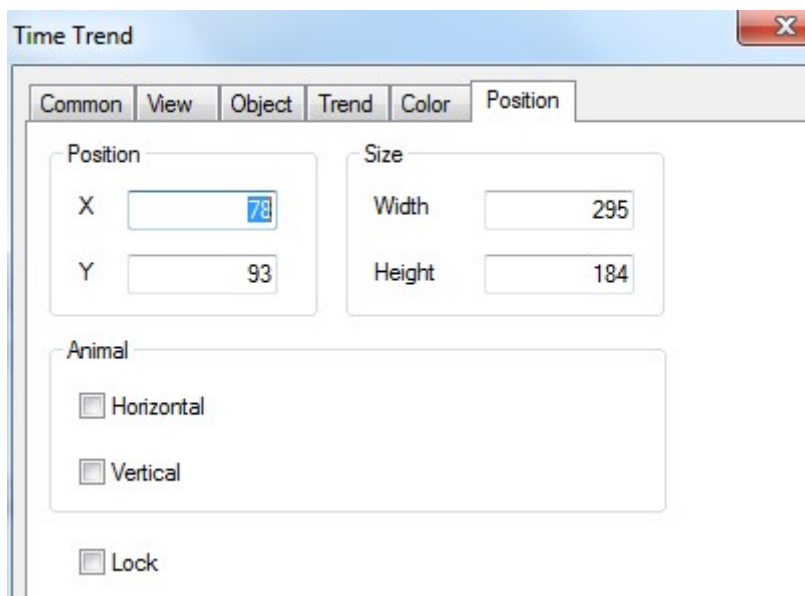 Time Trend
Common View Object Trend Color Position
Position Size
X 78 Width 295
Y 93 Height 184
Animal
Horizontal
Vertical
Lock